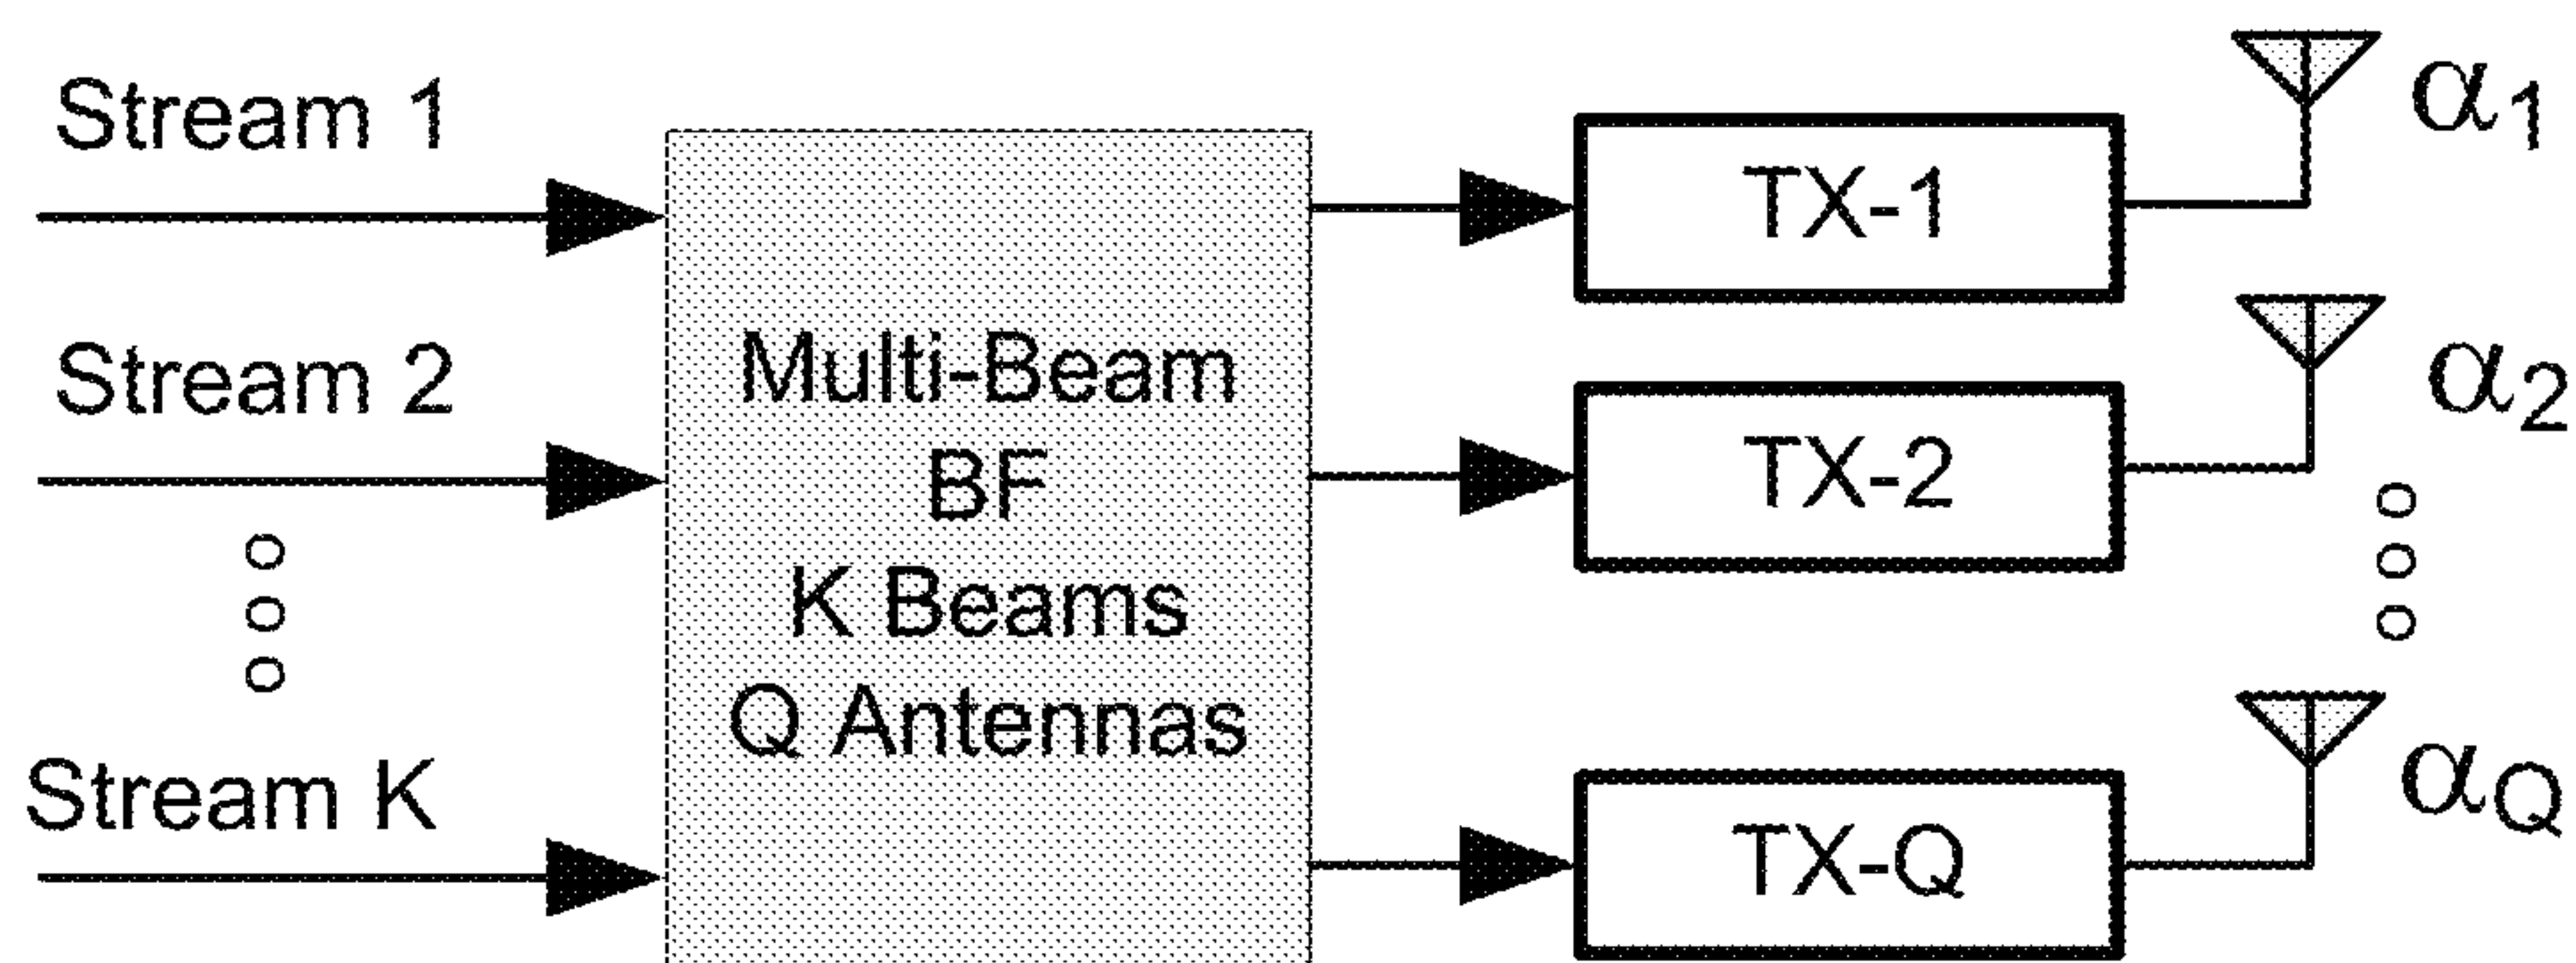 Stream 1
Stream 2
Stream K
Multi-Beam
BF
K Beams
Q Antennas
TX-1
TX-2
TX-Q
α1
α2
αQ